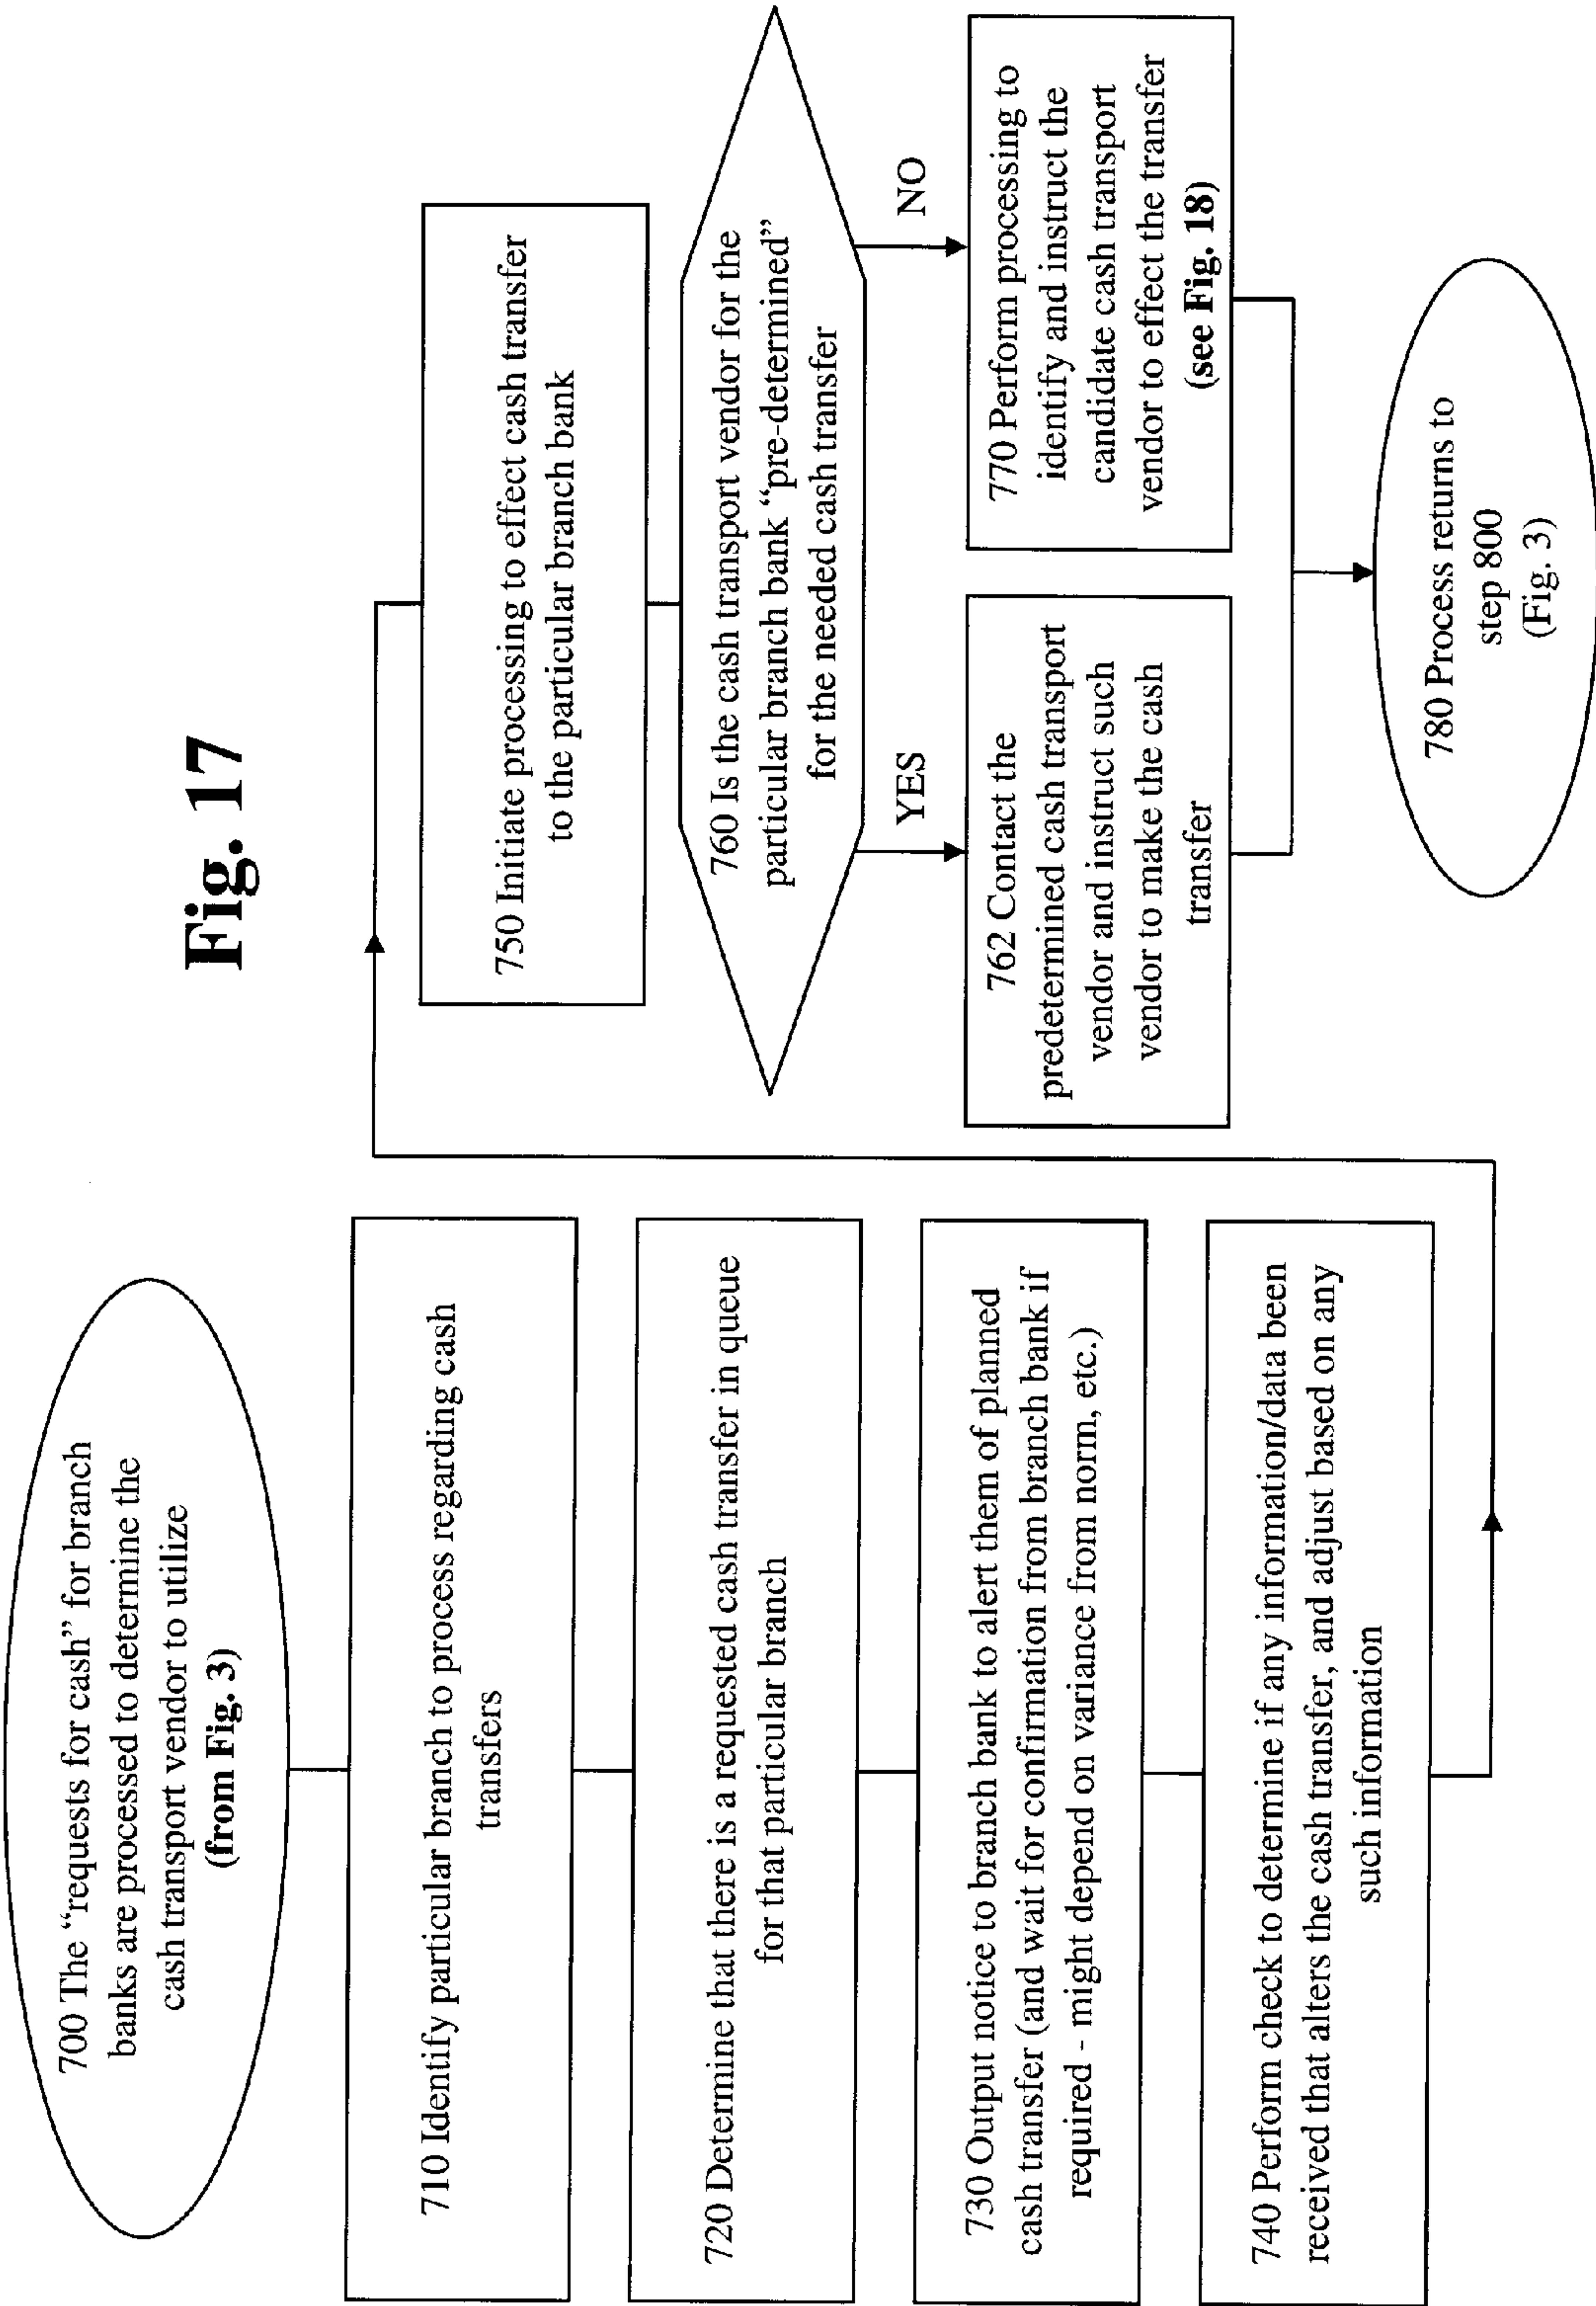 Fig. 17
700 The “requests for cash” for branch
banks are processed to determine the
cash transport vendor to utilize
(from Fig. 3)
710 Identify particular branch to process regarding cash
transfers
720 Determine that there is a requested cash transfer in queue
for that particular branch
730 Output notice to branch bank to alert them of planned
cash transfer (and wait for confirmation from branch bank if
required - might depend on variance from norm, etc.)
740 Perform check to determine if any information/data been
received that alters the cash transfer, and adjust based on any
such information
750 Initiate processing to effect cash transfer
to the particular branch bank
760 Is the cash transport vendor for the
particular branch bank “pre-determined”
for the needed cash transfer
YES
NO
762 Contact the
predetermined cash transport
vendor and instruct such
vendor to make the cash
transfer
770 Perform processing to
identify and instruct the
candidate cash transport
vendor to effect the transfer
(see Fig. 18)
780 Process returns to
step 800
(Fig. 3)